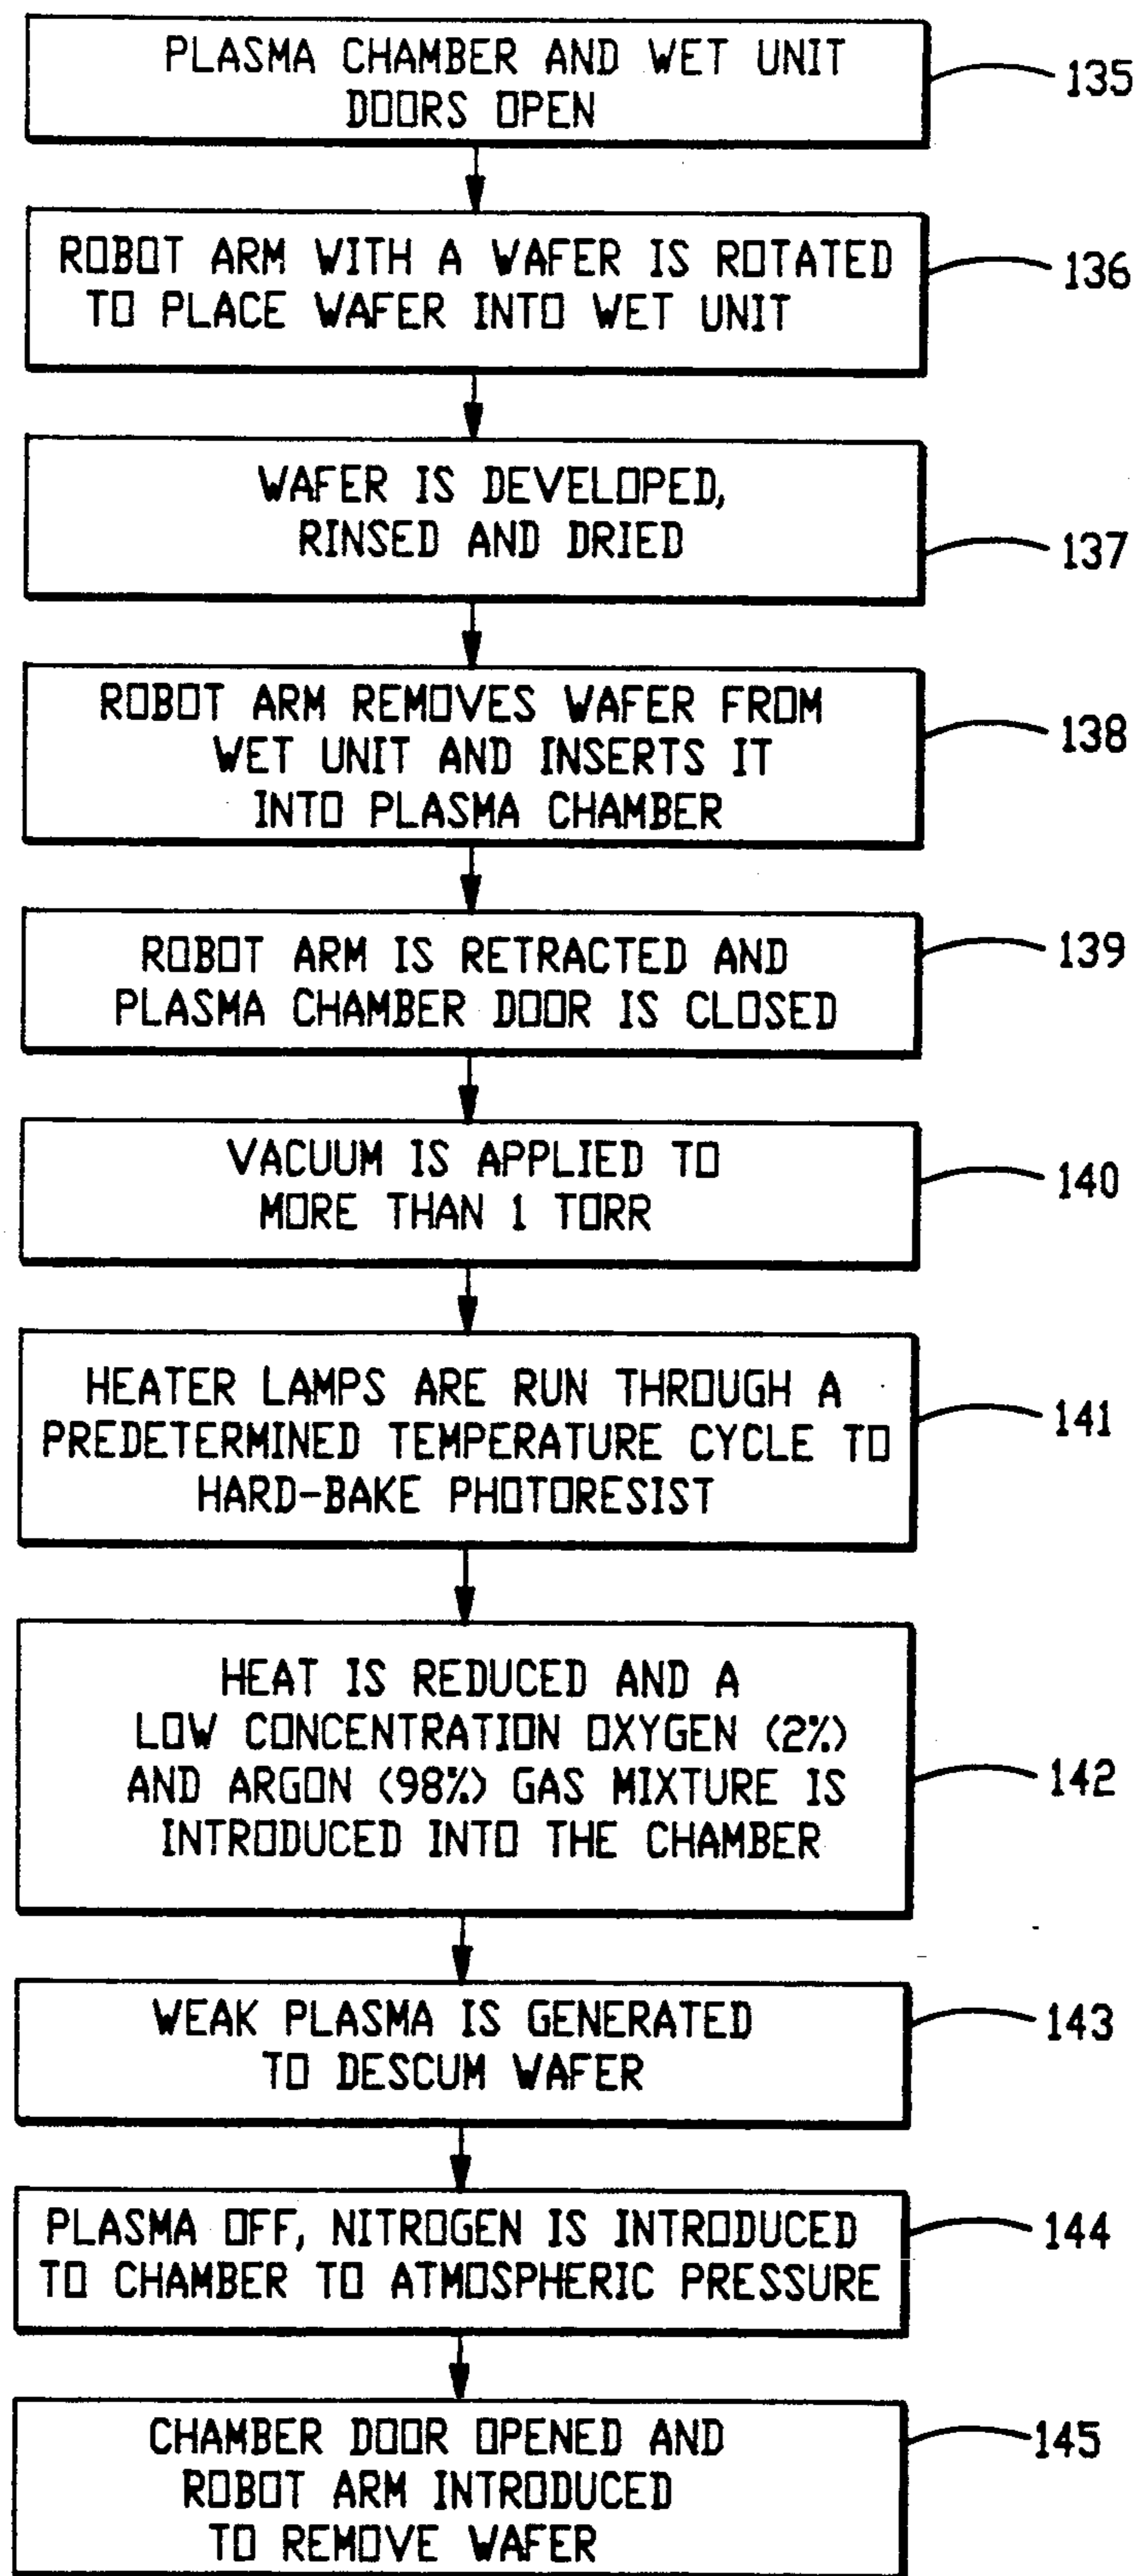 PLASMA CHAMBER AND WET UNIT
DOORS OPEN
135
ROBOT ARM WITH A WAFER IS ROTATED
TO PLACE WAFER INTO WET UNIT
136
WAFER IS DEVELOPED,
RINSED AND DRIED
137
ROBOT ARM REMOVES WAFER FROM
WET UNIT AND INSERTS IT
INTO PLASMA CHAMBER
138
ROBOT ARM IS RETRACTED AND
PLASMA CHAMBER DOOR IS CLOSED
139
VACUUM IS APPLIED TO
MORE THAN 1 TORR
140
HEATER LAMPS ARE RUN THROUGH A
PREDETERMINED TEMPERATURE CYCLE TO
HARD-BAKE PHOTORESIST
141
HEAT IS REDUCED AND A
LOW CONCENTRATION OXYGEN (2%)
AND ARGON (98%) GAS MIXTURE IS
INTRODUCED INTO THE CHAMBER
142
WEAK PLASMA IS GENERATED
TO DESCUM WAFER
143
PLASMA OFF, NITROGEN IS INTRODUCED
TO CHAMBER TO ATMOSPHERIC PRESSURE
144
CHAMBER DOOR OPENED AND
ROBOT ARM INTRODUCED
TO REMOVE WAFER
145